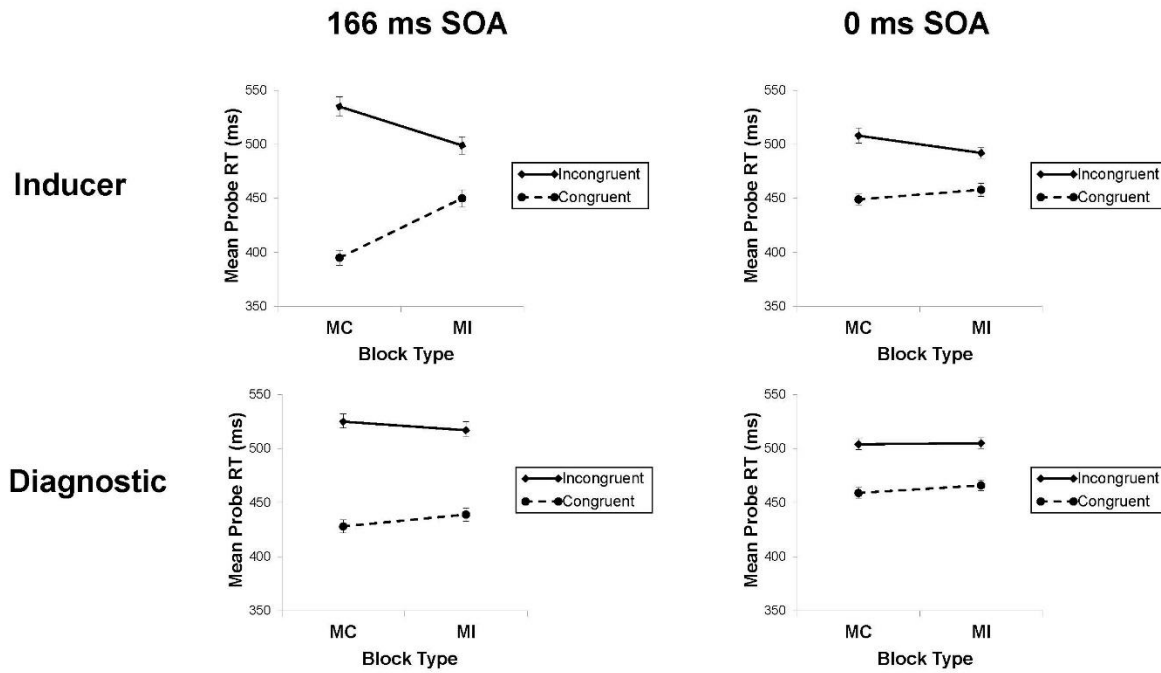 166 ms SOA
0 ms SOA
Inducer
Mean Probe RT (ms)
550
500
450
400
350
MC
MI
Block Type
Incongruent
Congruent
Mean Probe RT (ms)
550
500
450
400
350
MC
MI
Block Type
Incongruent
Congruent
Diagnostic
Mean Probe RT (ms)
550
500
450
400
350
MC
MI
Block Type
Incongruent
Congruent
Mean Probe RT (ms)
550
500
450
400
350
MC
MI
Block Type
Incongruent
Congruent